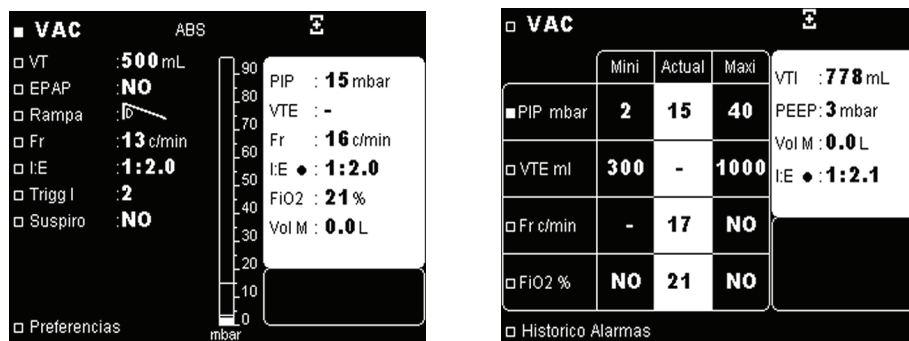 VAC ABS
VT :500 mL
EPAP :NO
Rampa :
Fr :13 c/min
I:E :1:2.0
Trigg I :2
Suspiro :NO
Preferencias
90
80
70
60
50
40
30
20
10
0
mbar
PIP : 15 mbar
VTE : -
Fr : 16 c/min
I:E ● : 1:2.0
FiO2 : 21 %
Vol M : 0.0 L
VAC
Mini Actual Maxi
PIP mbar 2 15 40
VTE ml 300 - 1000
Fr c/min - 17 NO
FiO2 % NO 21 NO
VTI :778 mL
PEEP:3 mbar
Vol M :0.0 L
I:E ● :1:2.1
Historico Alarmas